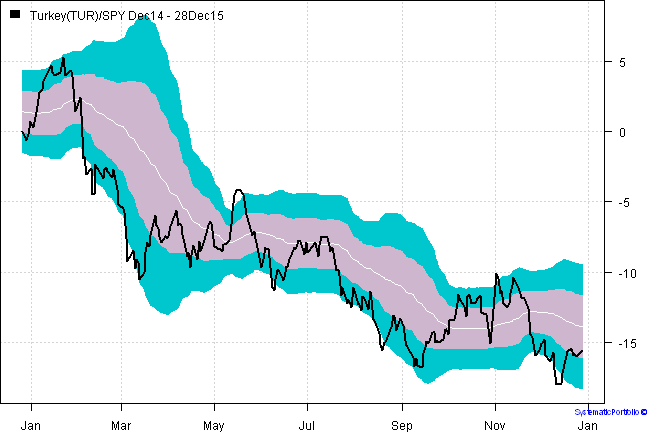 Turkey(TUR)/SPY Dec14 - 28Dec15
5
0
-5
-10
-15
Jan Mar May Jul Sep Nov Jan
SystematicPortfolio ©